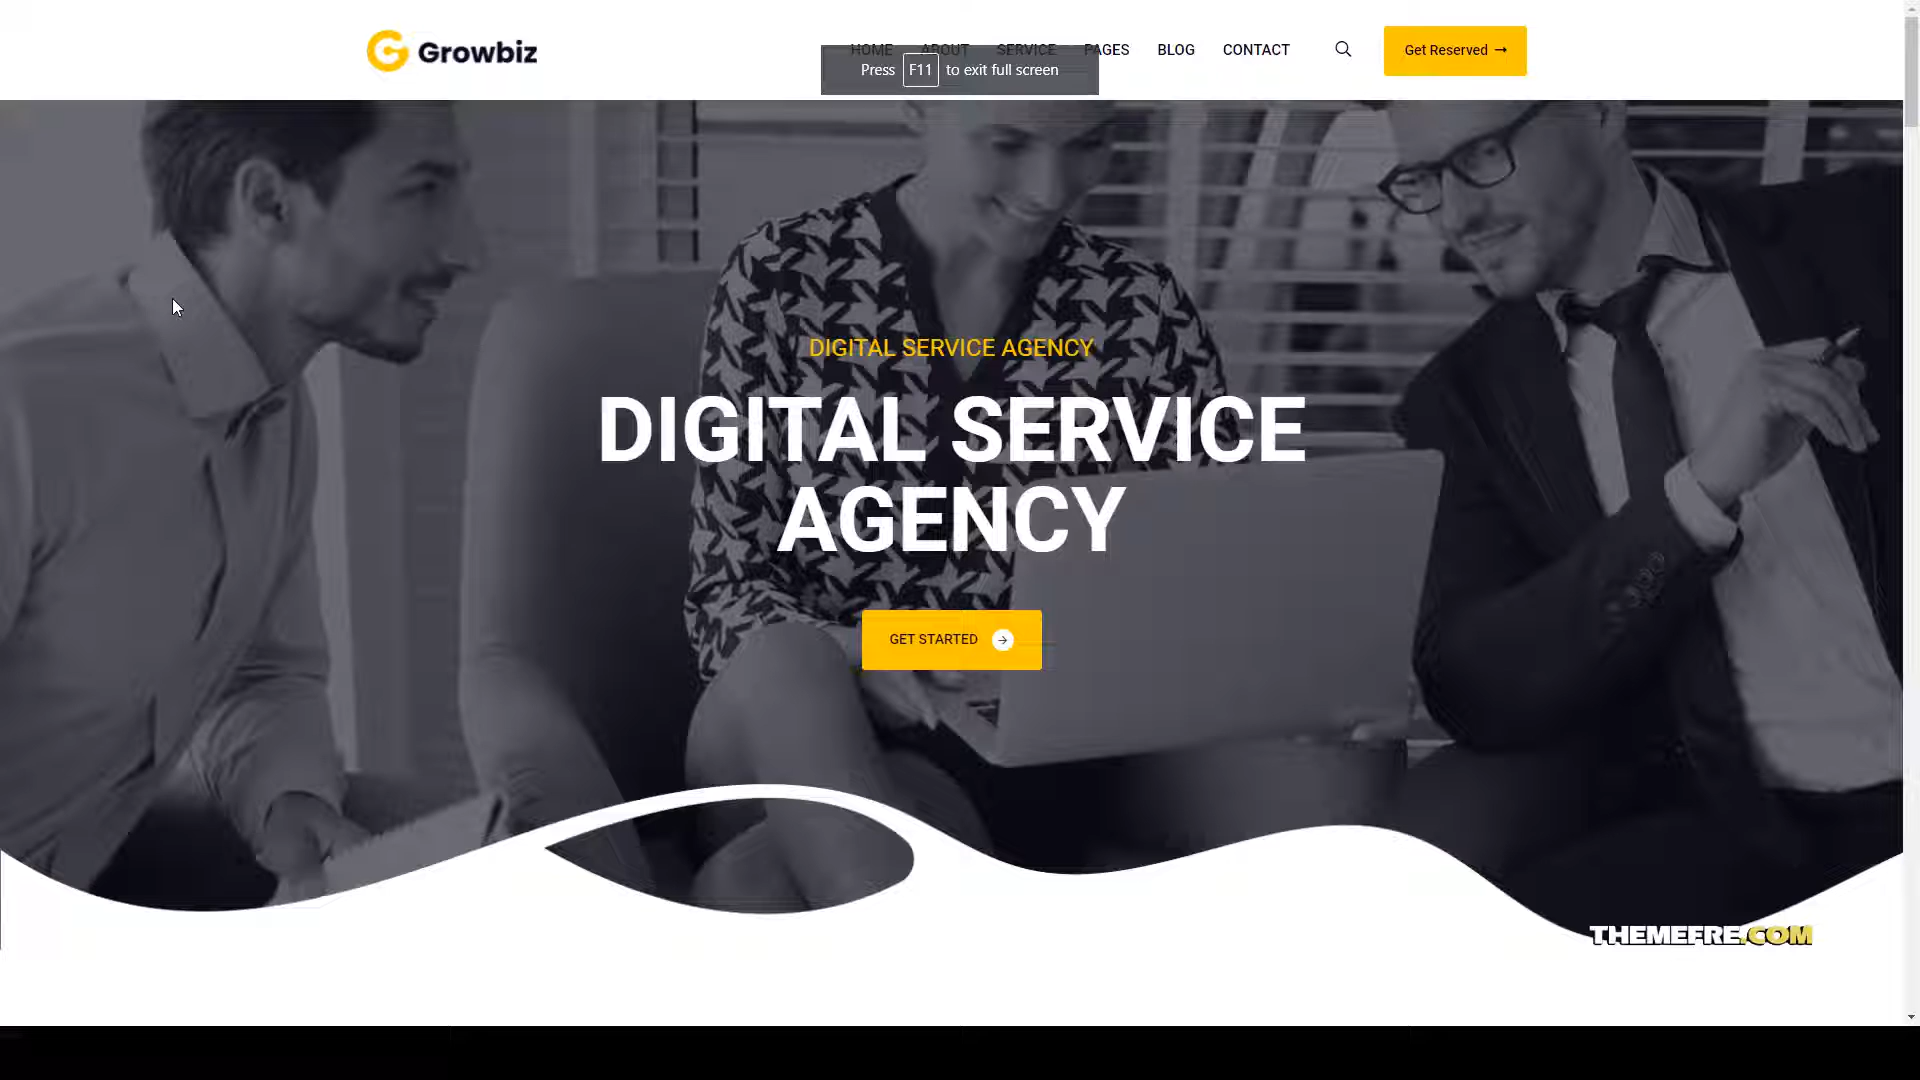 Growbiz
HOME ABOUT SERVICE PAGES BLOG CONTACT
Get Reserved →
Press F11 to exit full screen
DIGITAL SERVICE AGENCY
DIGITAL SERVICE
AGENCY
GET STARTED
THEMEFRE.COM